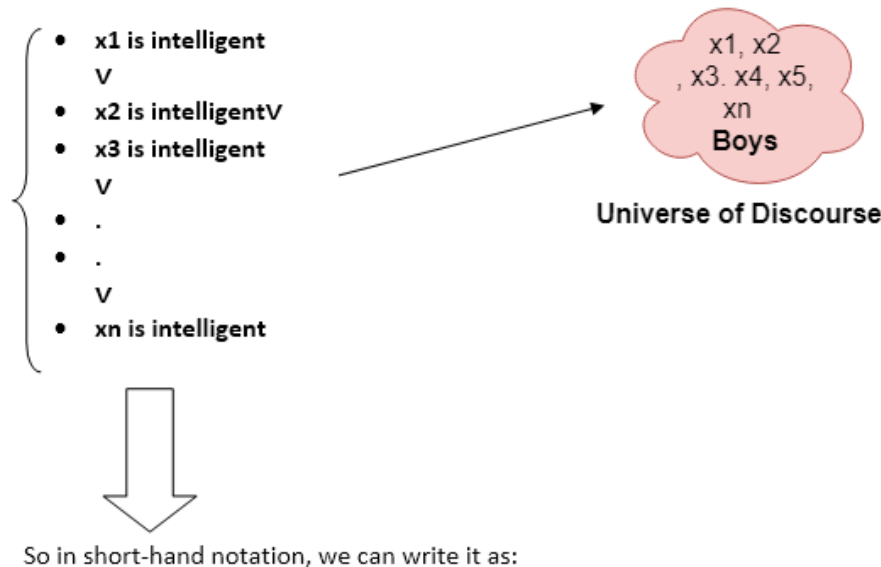 • x1 is intelligent
∨
• x2 is intelligent∨
• x3 is intelligent
∨
• .
• .
∨
• xn is intelligent
x1, x2
, x3. x4, x5,
xn
Boys
Universe of Discourse
So in short-hand notation, we can write it as: